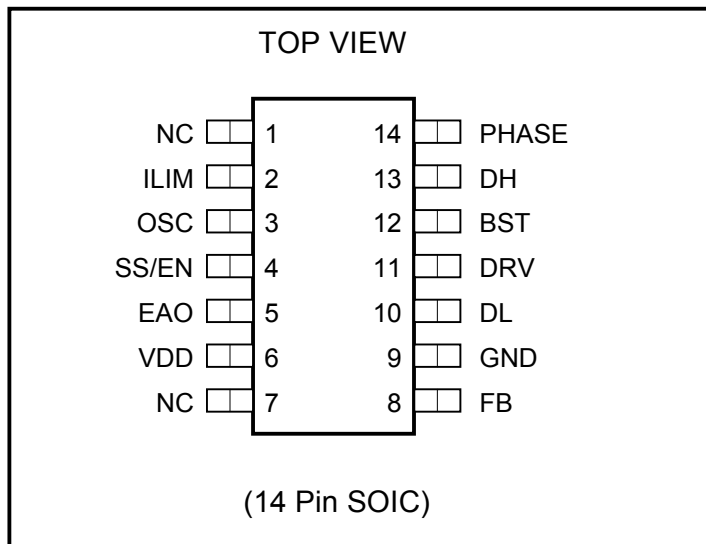 TOP VIEW
NC 1 14 PHASE
ILIM 2 13 DH
OSC 3 12 BST
SS/EN 4 11 DRV
EAO 5 10 DL
VDD 6 9 GND
NC 7 8 FB
(14 Pin SOIC)